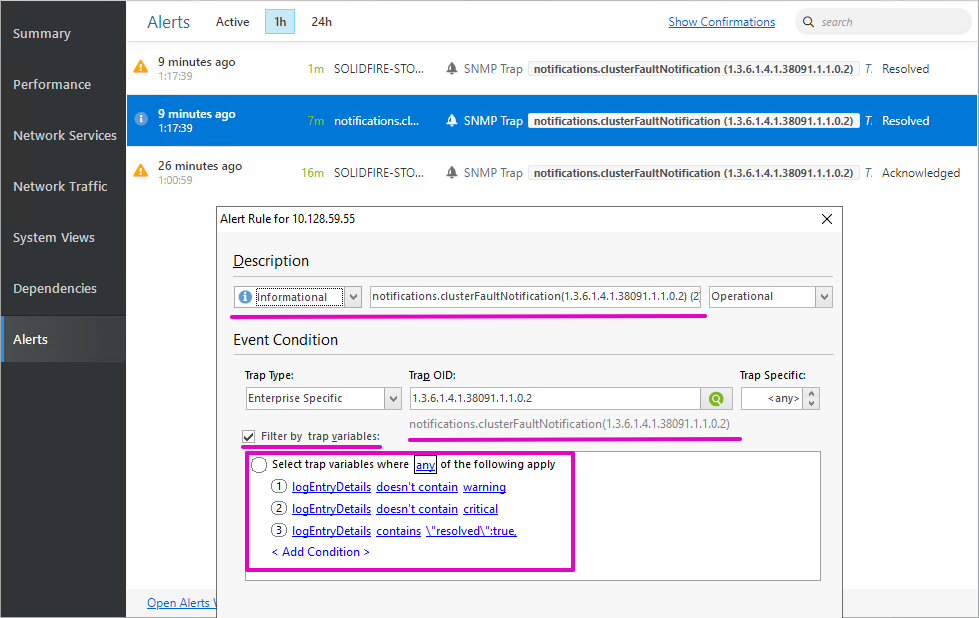 Summary
Performance
Network Services
Network Traffic
System Views
Dependencies
Alerts
Alerts Active 1h 24h Show Confirmations search
9 minutes ago
1:17:39
1m SOLIDFIRE-STO... SNMP Trap notifications.clusterFaultNotification (1.3.6.1.4.1.38091.1.1.0.2) T. Resolved
9 minutes ago
1:17:39
7m notifications.cl... SNMP Trap notifications.clusterFaultNotification (1.3.6.1.4.1.38091.1.1.0.2) T. Resolved
26 minutes ago
1:00:59
16m SOLIDFIRE-STO... SNMP Trap notifications.clusterFaultNotification (1.3.6.1.4.1.38091.1.1.0.2) T. Acknowledged
Alert Rule for 10.128.59.55
Description
Informational notifications.clusterFaultNotification(1.3.6.1.4.1.38091.1.1.0.2) (2) Operational
Event Condition
Trap Type: Trap OID: Trap Specific:
Enterprise Specific 1.3.6.1.4.1.38091.1.1.0.2 <any>
notifications.clusterFaultNotification(1.3.6.1.4.1.38091.1.1.0.2)
Filter by trap variables:
Select trap variables where any of the following apply
1 logEntryDetails doesn't contain warning
2 logEntryDetails doesn't contain critical
3 logEntryDetails contains \"resolved\":true,
< Add Condition >
Open Alerts